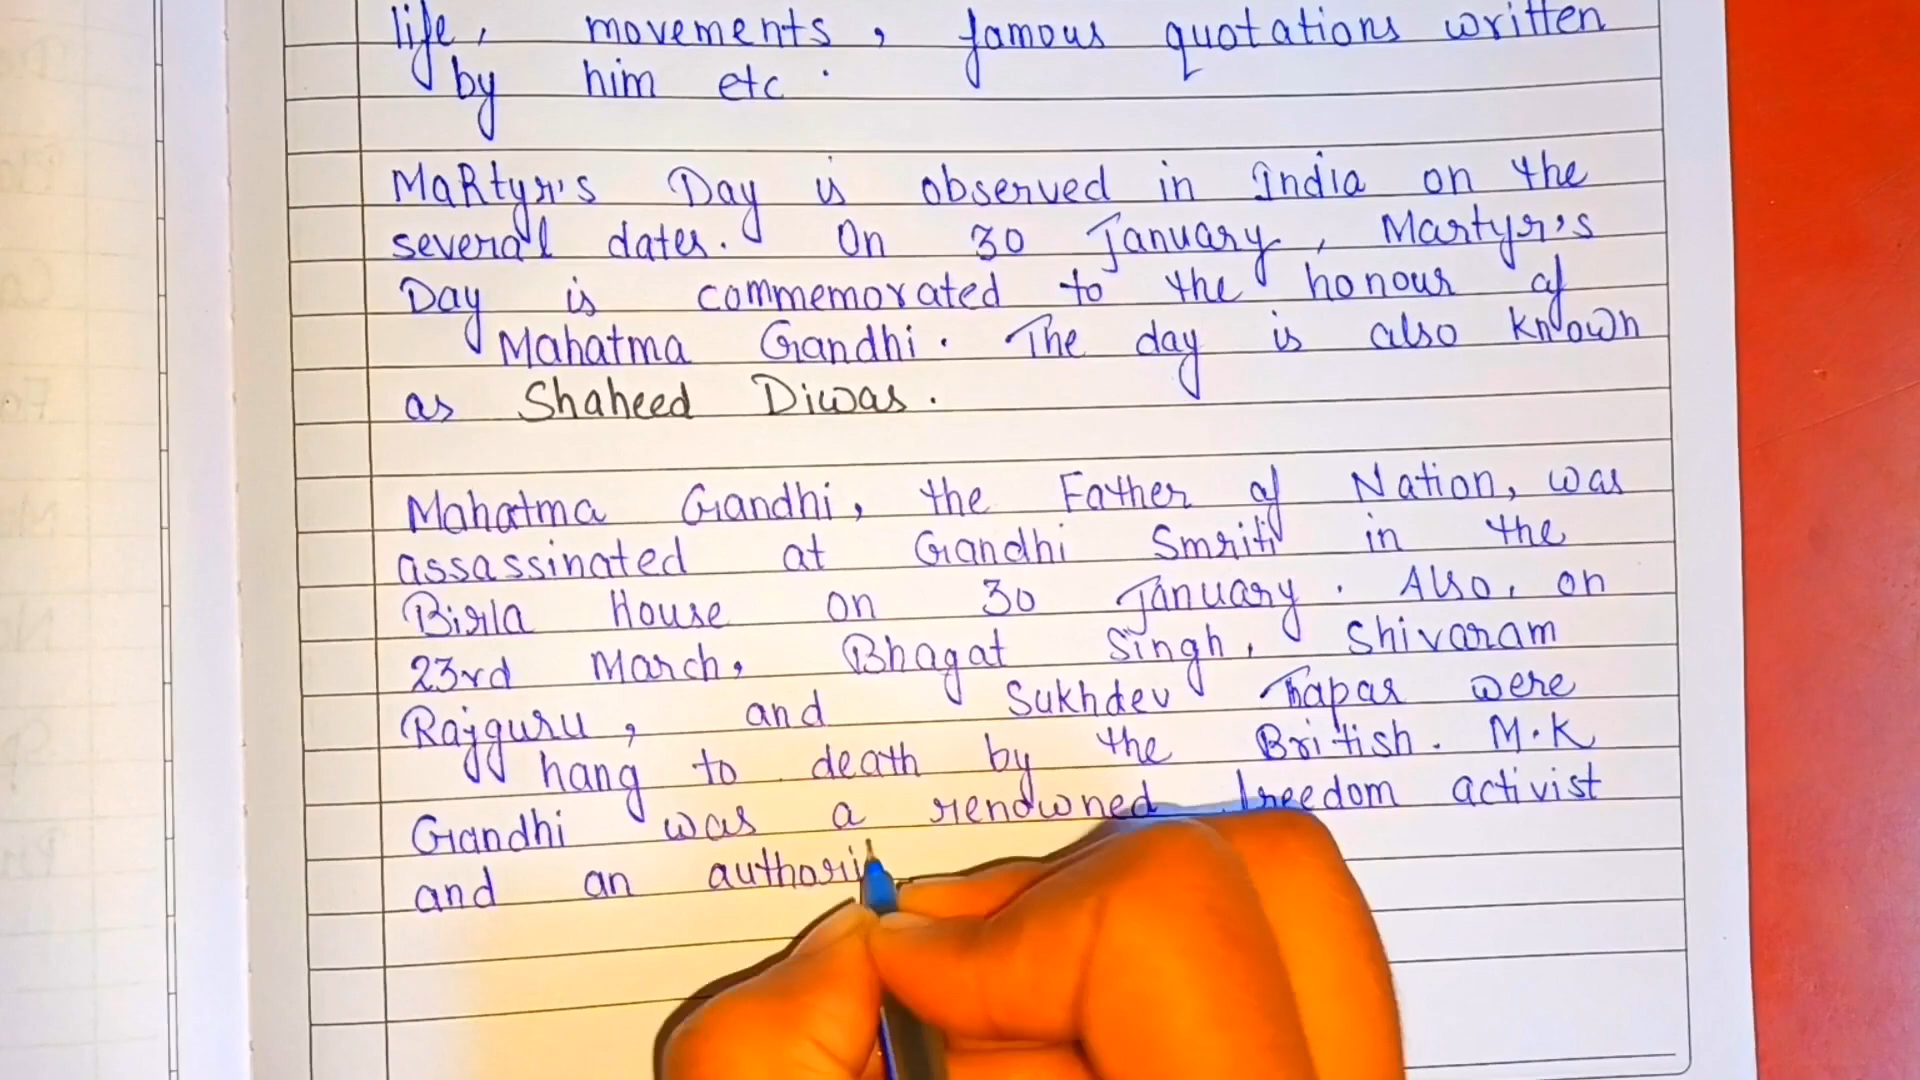 life, movements, famous quotations written
by him etc.
MaRtyr's Day is observed in India on the
several dates. On 30 January, Martyr's
Day is commemorated to the honour of
Mahatma Gandhi. The day is also known
as Shaheed Diwas.
Mahatma Gandhi, the Father of Nation, was
assassinated at Gandhi Smriti in the
Birla House on 30 January. Also, on
23rd March, Bhagat Singh, Shivaram
Rajguru, and Sukhdev Thapar were
hang to death by the British. M.K
Gandhi was a renowned freedom activist
and an authori